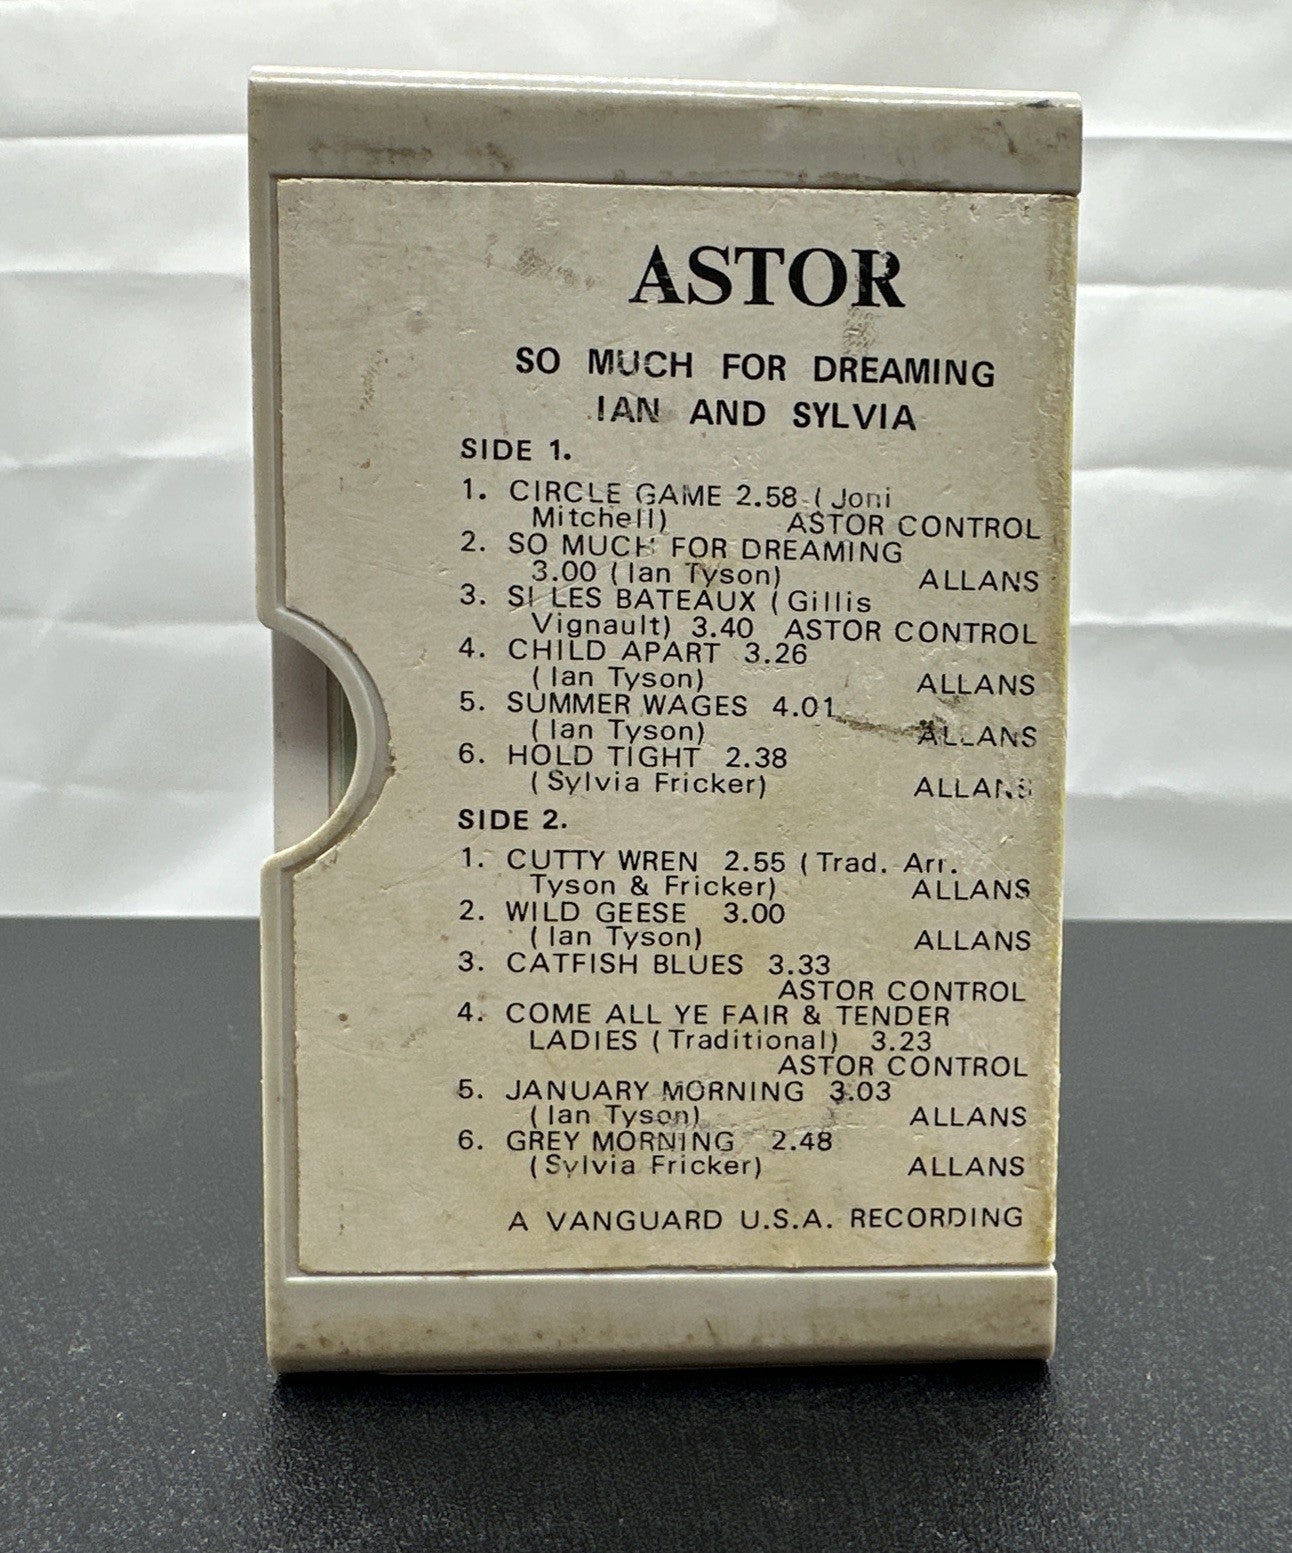 ASTOR
SO MUCH FOR DREAMING
IAN AND SYLVIA
SIDE 1.
1. CIRCLE GAME 2.58 (Joni
Mitchell) ASTOR CONTROL
2. SO MUCH FOR DREAMING
3.00 (Ian Tyson) ALLANS
3. SI LES BATEAUX (Gillis
Vignault) 3.40 ASTOR CONTROL
4. CHILD APART 3.26
(Ian Tyson) ALLANS
5. SUMMER WAGES 4.01
(Ian Tyson) ALLANS
6. HOLD TIGHT 2.38
(Sylvia Fricker) ALLANS
SIDE 2.
1. CUTTY WREN 2.55 (Trad. Arr.
Tyson & Fricker) ALLANS
2. WILD GEESE 3.00
(Ian Tyson) ALLANS
3. CATFISH BLUES 3.33
ASTOR CONTROL
4. COME ALL YE FAIR & TENDER
LADIES (Traditional) 3.23
ASTOR CONTROL
5. JANUARY MORNING 3.03
(Ian Tyson) ALLANS
6. GREY MORNING 2.48
(Sylvia Fricker) ALLANS
A VANGUARD U.S.A. RECORDING